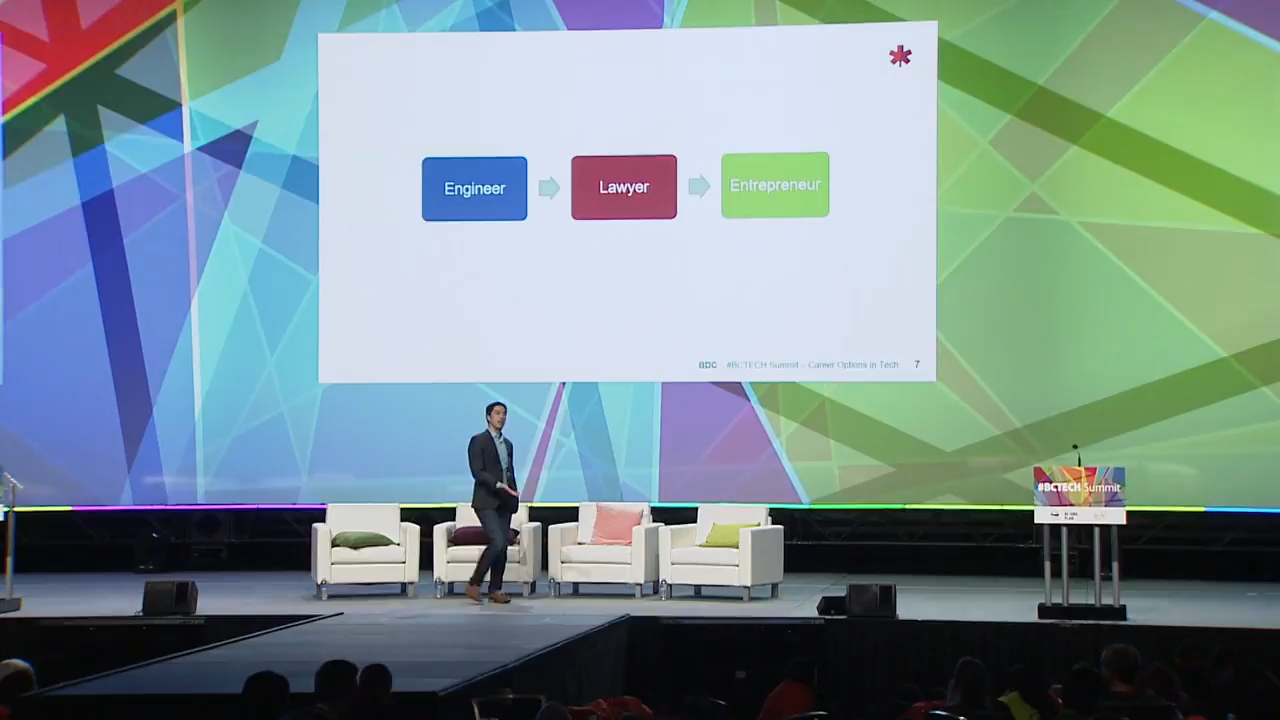 Engineer
Lawyer
Entrepreneur
BDC #BCTECH Summit – Career Options in Tech 7
#BCTECH Summit